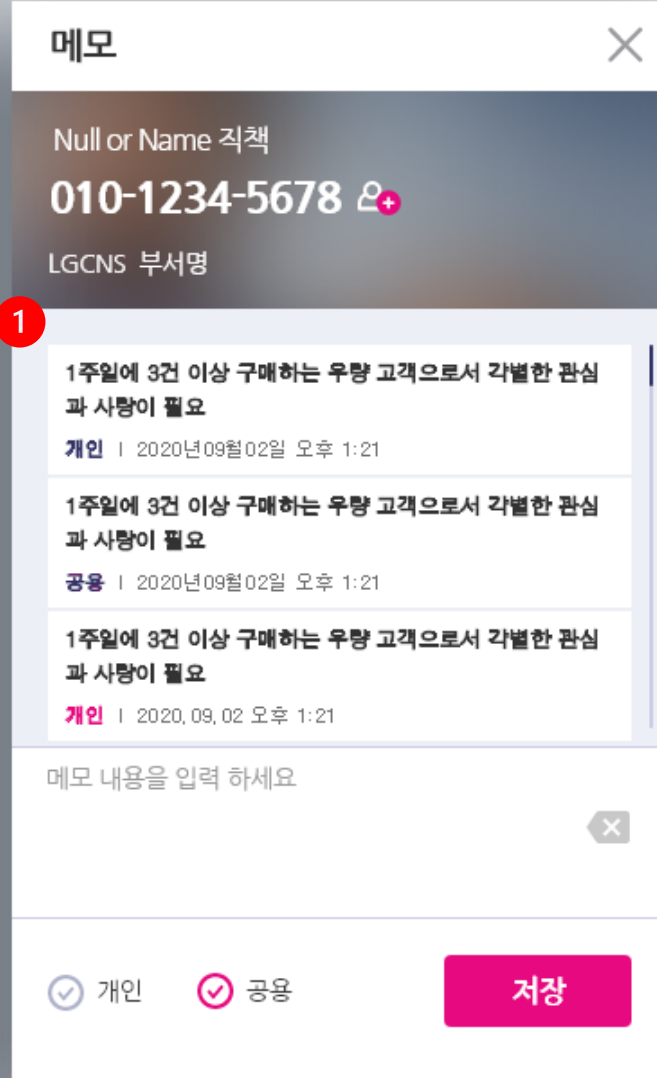 메모
Null or Name 직책
010-1234-5678
LGCNS 부서명
1
1주일에 3건 이상 구매하는 우량 고객으로서 각별한 관심
과 사랑이 필요
개인 | 2020년09월02일 오후 1:21
1주일에 3건 이상 구매하는 우량 고객으로서 각별한 관심
과 사랑이 필요
공용 | 2020년09월02일 오후 1:21
1주일에 3건 이상 구매하는 우량 고객으로서 각별한 관심
과 사랑이 필요
개인 | 2020. 09. 02 오후 1:21
메모 내용을 입력 하세요
개인 공용 저장